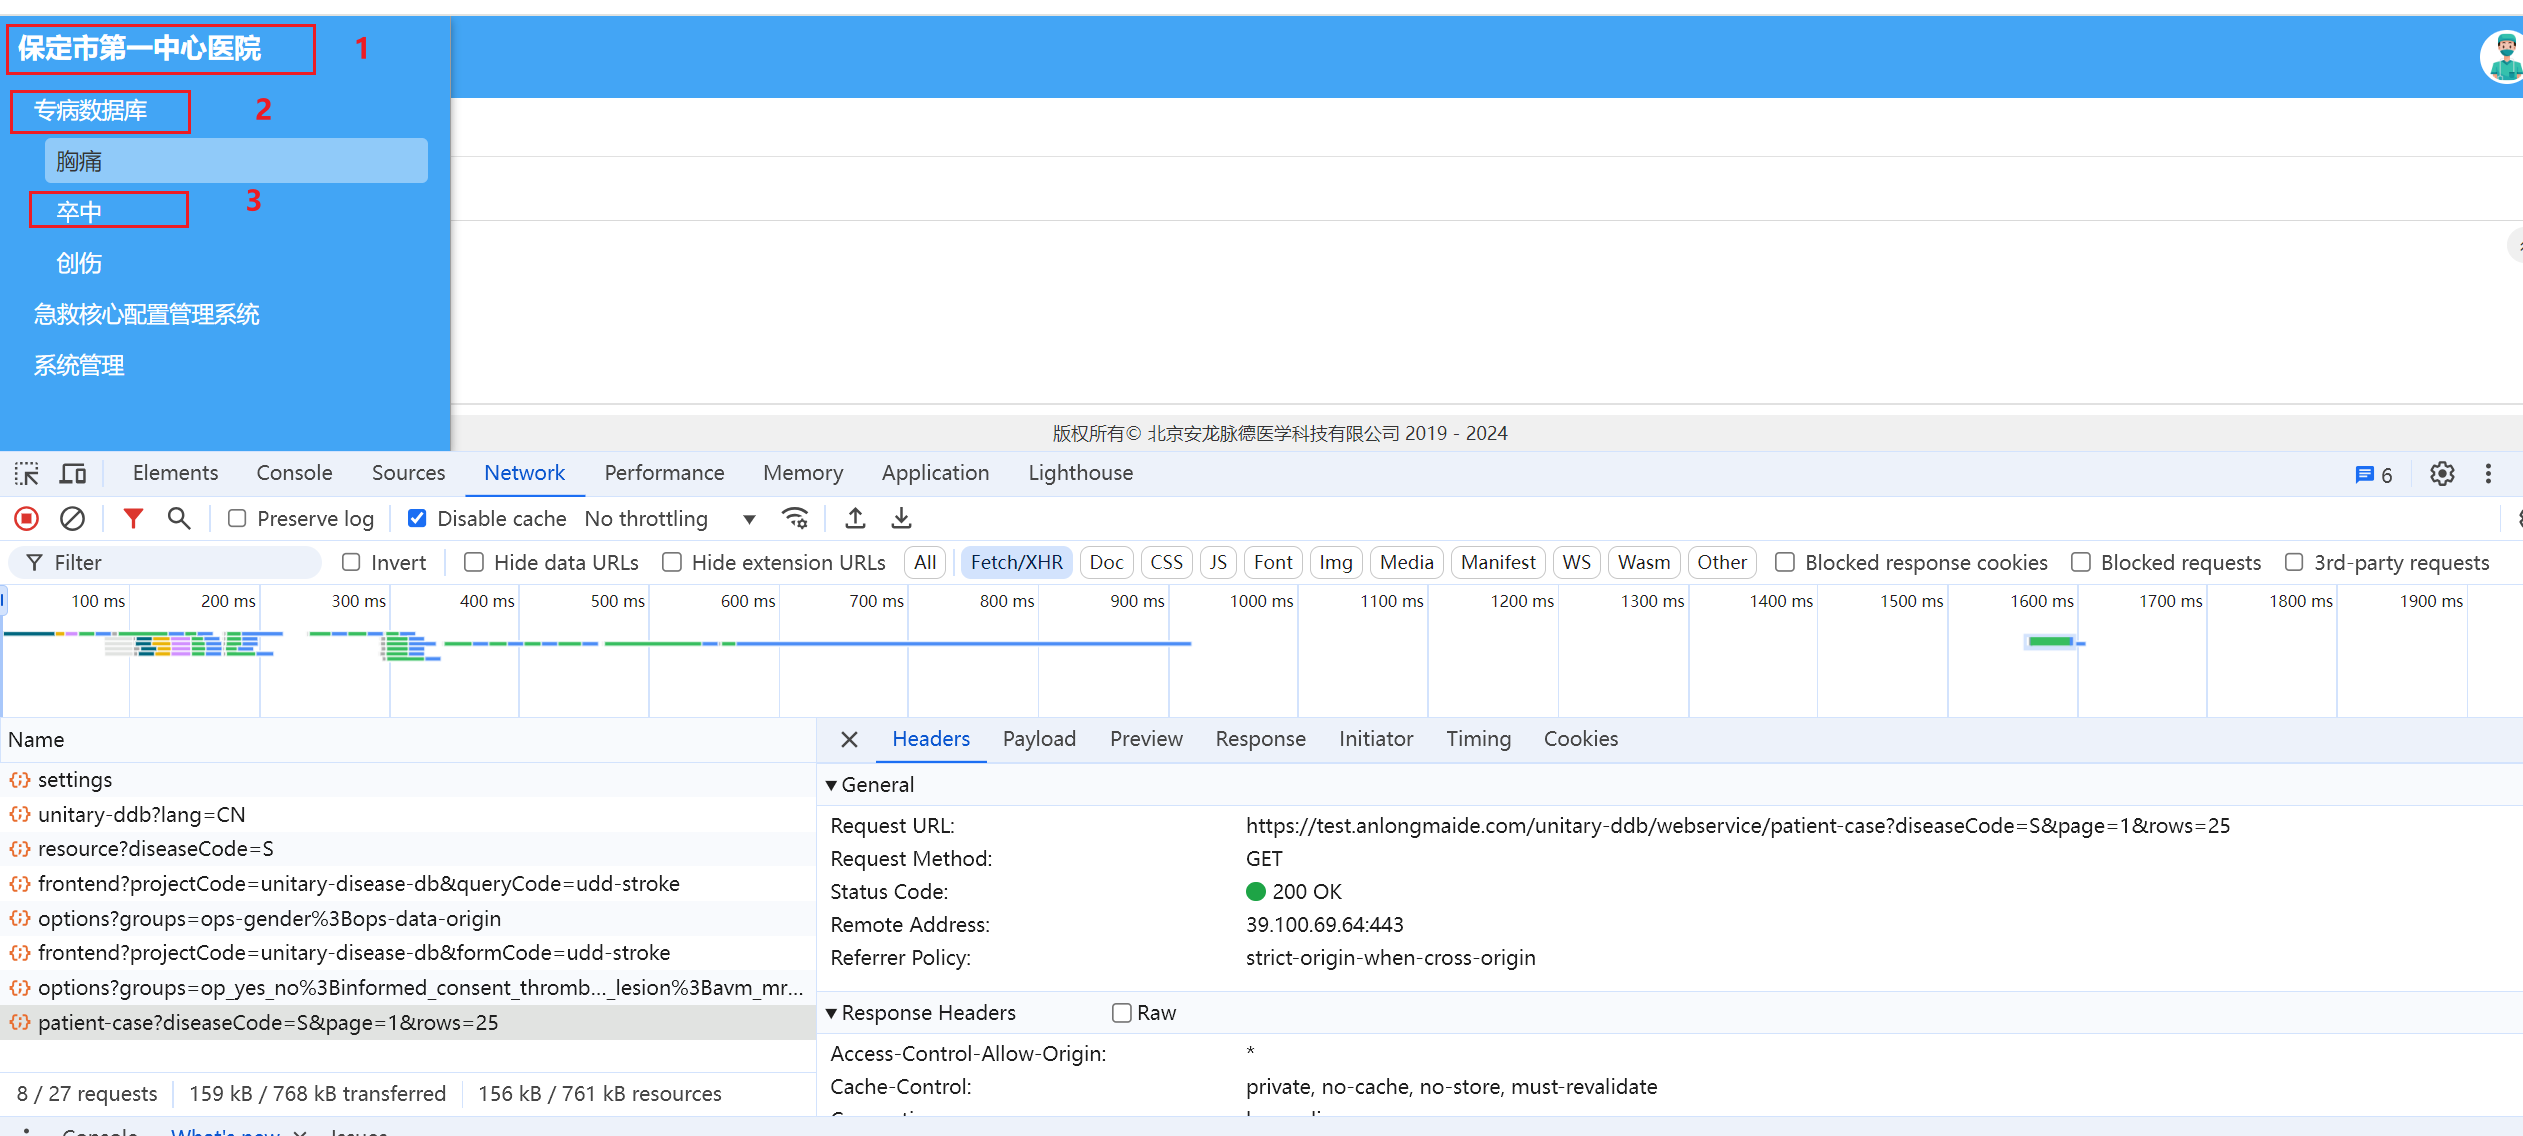 保定市第一中心医院
1
专病数据库
2
胸痛
卒中
3
创伤
急救核心配置管理系统
系统管理
版权所有© 北京安龙脉德医学科技有限公司 2019 - 2024
Elements Console Sources Network Performance Memory Application Lighthouse 6
Preserve log Disable cache No throttling
Filter Invert Hide data URLs Hide extension URLs All Fetch/XHR Doc CSS JS Font Img Media Manifest WS Wasm Other Blocked response cookies Blocked requests 3rd-party requests
100 ms 200 ms 300 ms 400 ms 500 ms 600 ms 700 ms 800 ms 900 ms 1000 ms 1100 ms 1200 ms 1300 ms 1400 ms 1500 ms 1600 ms 1700 ms 1800 ms 1900 ms
Name
settings
unitary-ddb?lang=CN
resource?diseaseCode=S
frontend?projectCode=unitary-disease-db&queryCode=udd-stroke
options?groups=ops-gender%3Bops-data-origin
frontend?projectCode=unitary-disease-db&formCode=udd-stroke
options?groups=op_yes_no%3Binformed_consent_thromb..._lesion%3Bavm_mr...
patient-case?diseaseCode=S&page=1&rows=25
8 / 27 requests 159 kB / 768 kB transferred 156 kB / 761 kB resources
Headers Payload Preview Response Initiator Timing Cookies
General
Request URL: https://test.anlongmaide.com/unitary-ddb/webservice/patient-case?diseaseCode=S&page=1&rows=25
Request Method: GET
Status Code: 200 OK
Remote Address: 39.100.69.64:443
Referrer Policy: strict-origin-when-cross-origin
Response Headers Raw
Access-Control-Allow-Origin: *
Cache-Control: private, no-cache, no-store, must-revalidate
Console What's new Issues